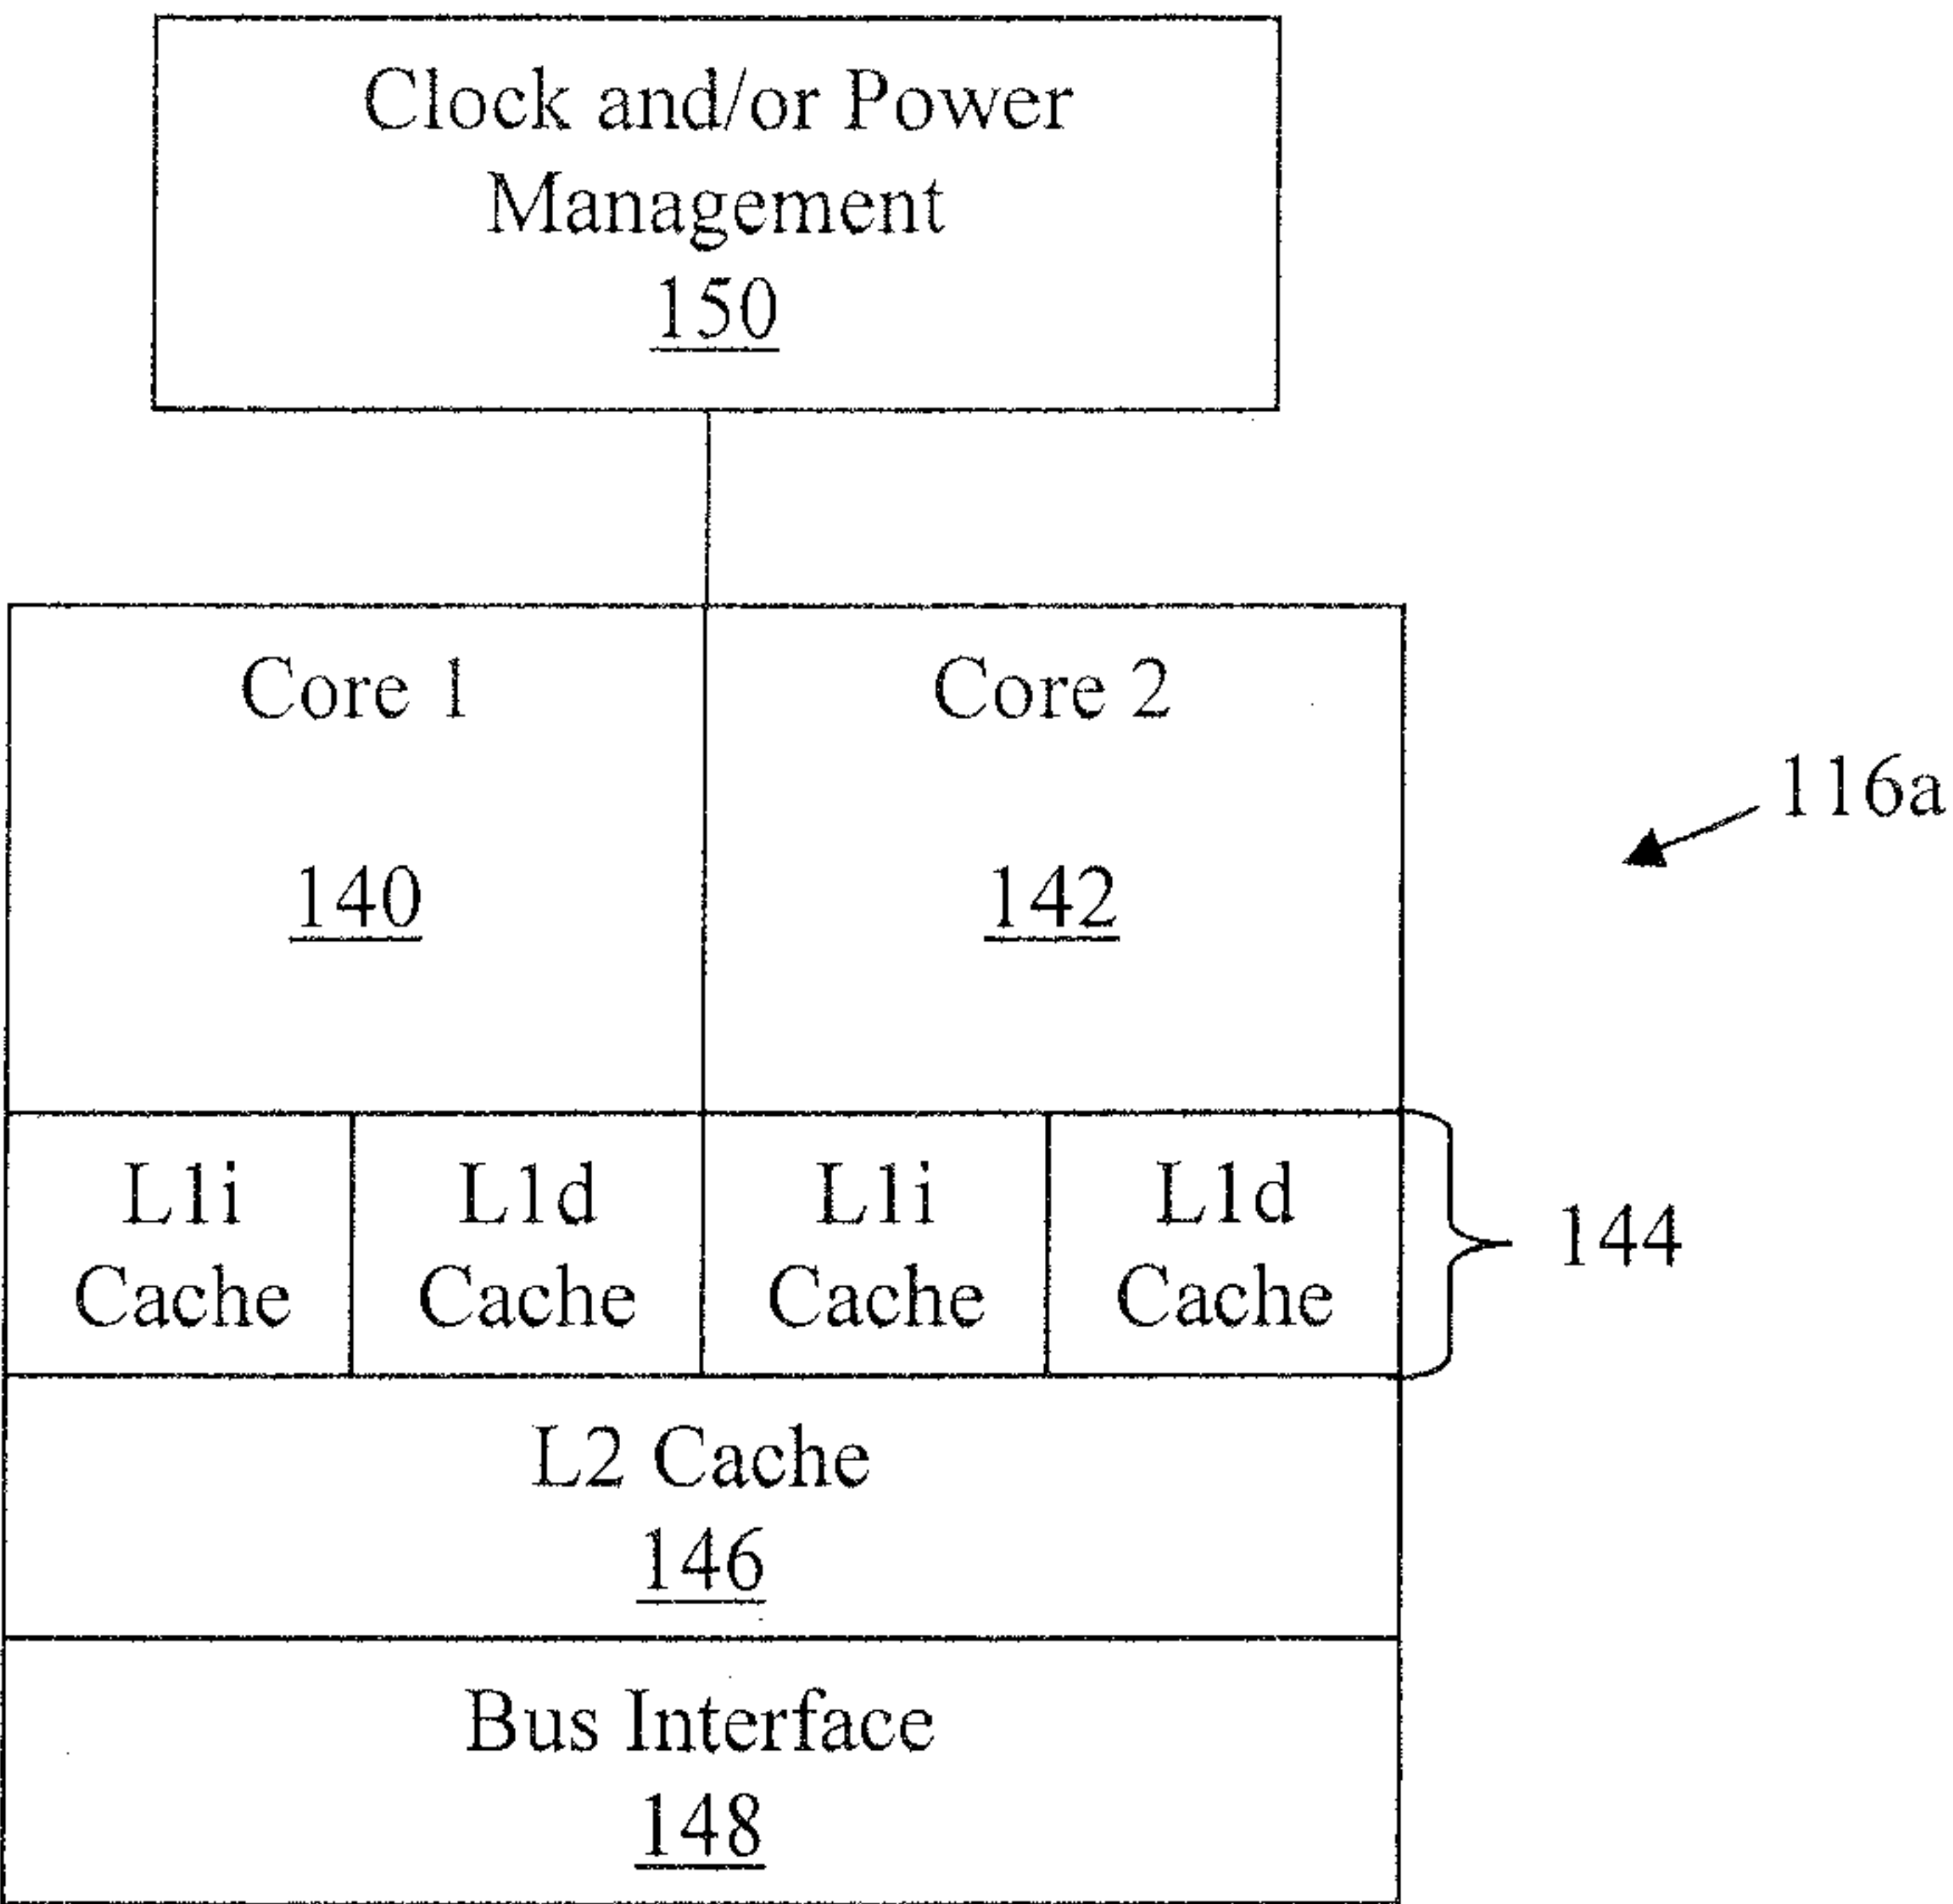 Clock and/or Power
Management
150
Core 1
Core 2
116a
140
142
L1i
Cache
L1d
Cache
L1i
Cache
L1d
Cache
144
L2 Cache
146
Bus Interface
148